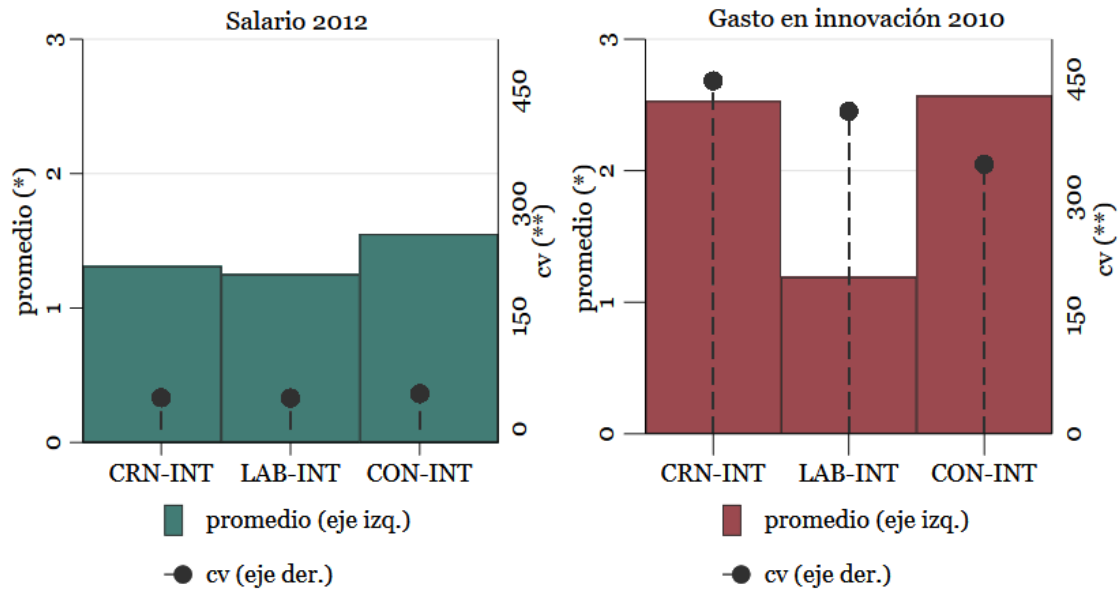 Salario 2012
3
2
1
0
promedio (*)
450
300
150
0
cv (**)
CRN-INT LAB-INT CON-INT
promedio (eje izq.)
cv (eje der.)
Gasto en innovación 2010
3
2
1
0
promedio (*)
450
300
150
0
cv (**)
CRN-INT LAB-INT CON-INT
promedio (eje izq.)
cv (eje der.)